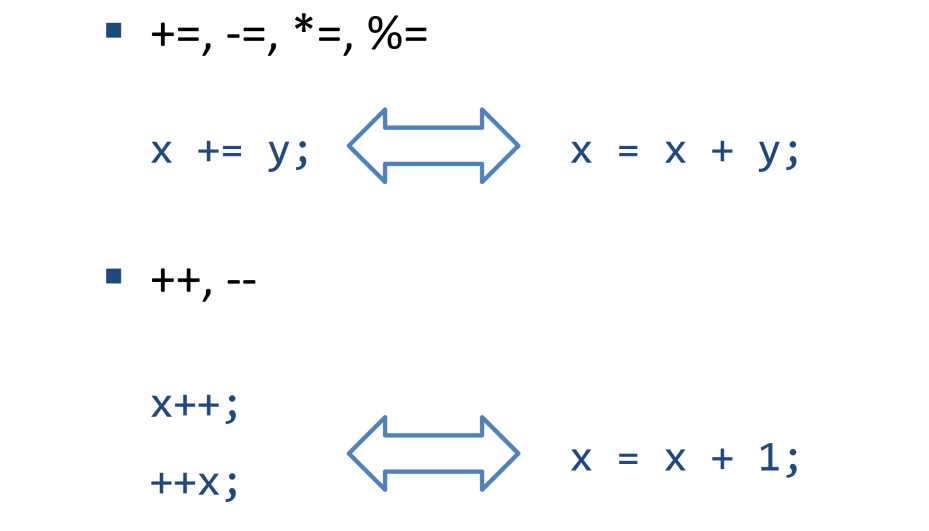 ▪ +=, -=, *=, %=
x += y; x = x + y;
▪ ++, --
x++;
++x; x = x + 1;